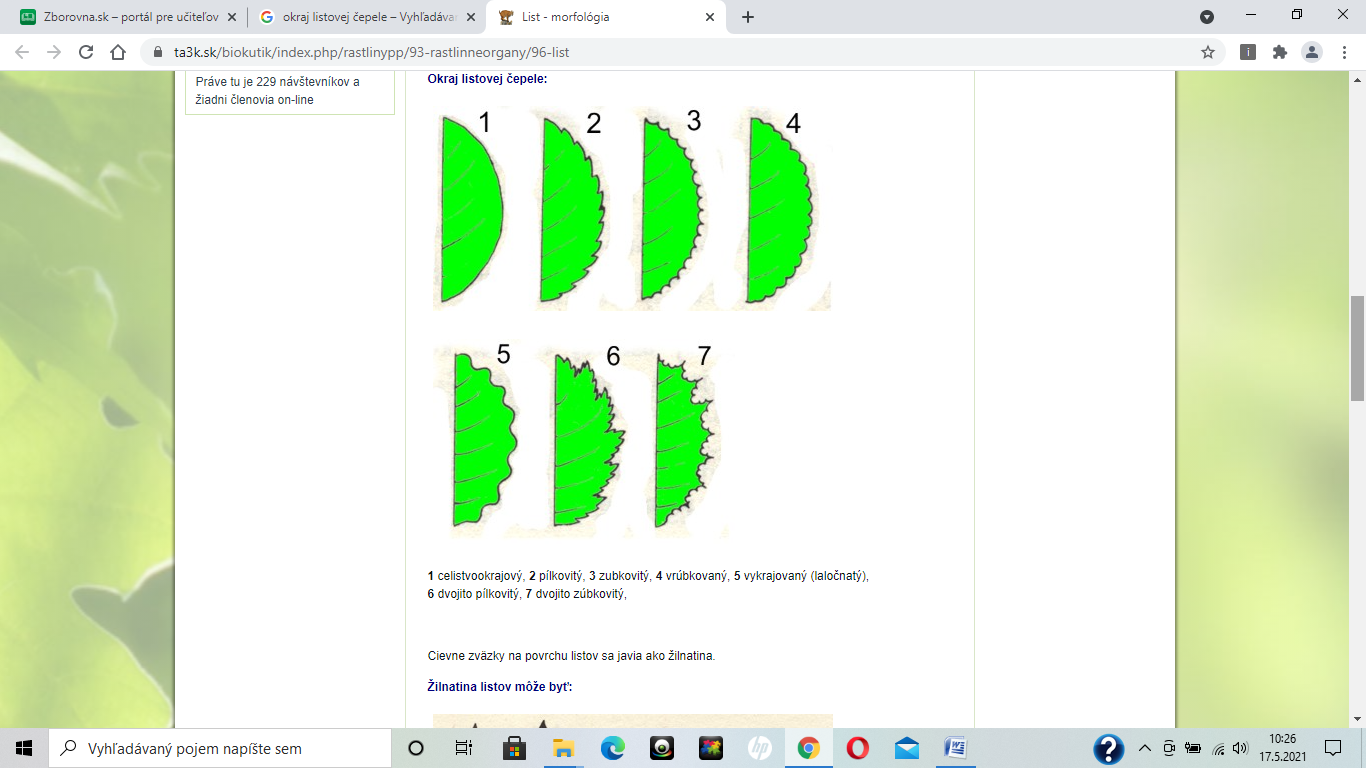 Zborovna.sk – portál pre učiteľov
okraj listovej čepele – Vyhľadáva
List - morfológia
ta3k.sk/biokutik/index.php/rastlinypp/93-rastlinneorgany/96-list
Práve tu je 229 návštevníkov a
žiadni členovia on-line
Okraj listovej čepele:
1 2 3 4
5 6 7
1 celistvookrajový, 2 pílkovitý, 3 zubkovitý, 4 vrúbkovaný, 5 vykrajovaný (laločnatý),
6 dvojito pílkovitý, 7 dvojito zúbkovitý,
Cievne zväzky na povrchu listov sa javia ako žilnatina.
Žilnatina listov môže byť:
Vyhľadávaný pojem napíšte sem
hp
10:26
17.5.2021